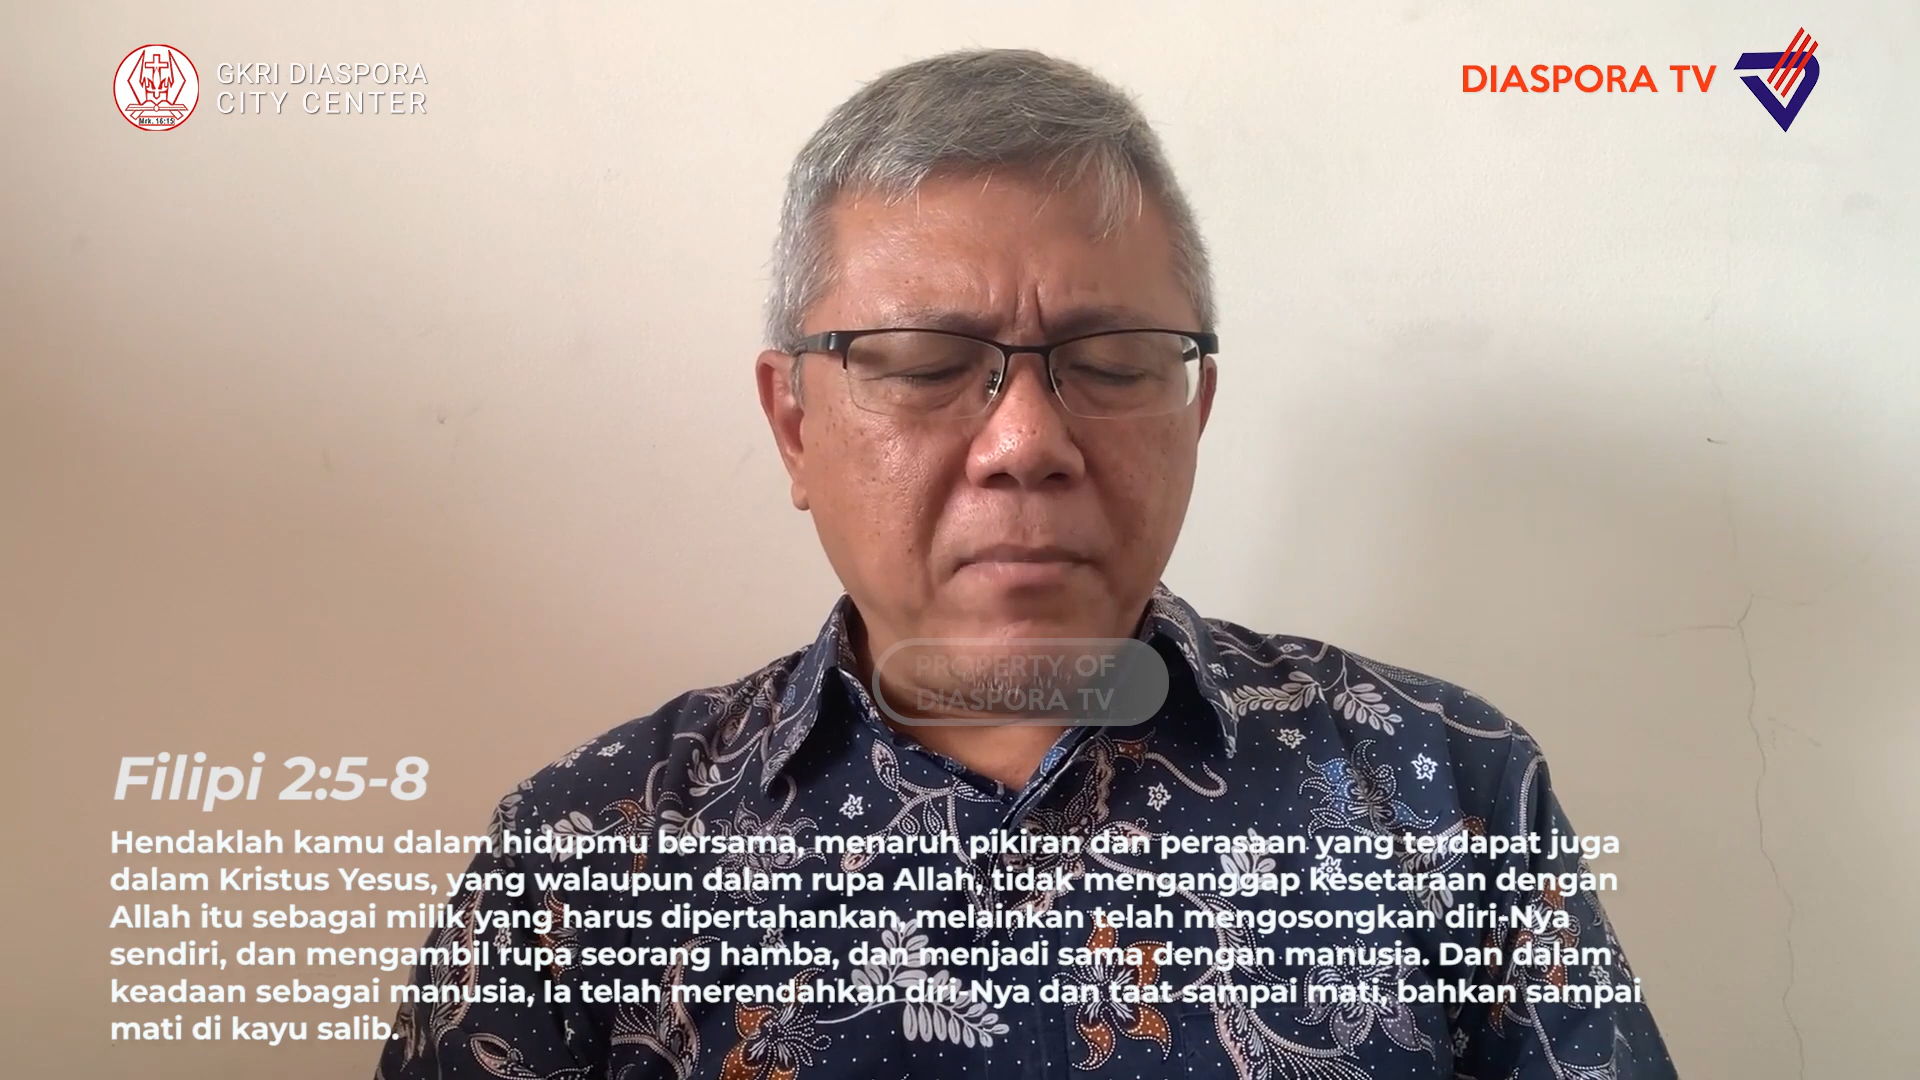 GKRI DIASPORA
CITY CENTER
Mrk. 16:15
DIASPORA TV
PROPERTY OF
DIASPORA TV
Filipi 2:5-8
Hendaklah kamu dalam hidupmu bersama, menaruh pikiran dan perasaan yang terdapat juga
dalam Kristus Yesus, yang walaupun dalam rupa Allah, tidak menganggap kesetaraan dengan
Allah itu sebagai milik yang harus dipertahankan, melainkan telah mengosongkan diri-Nya
sendiri, dan mengambil rupa seorang hamba, dan menjadi sama dengan manusia. Dan dalam
keadaan sebagai manusia, Ia telah merendahkan diri-Nya dan taat sampai mati, bahkan sampai
mati di kayu salib.